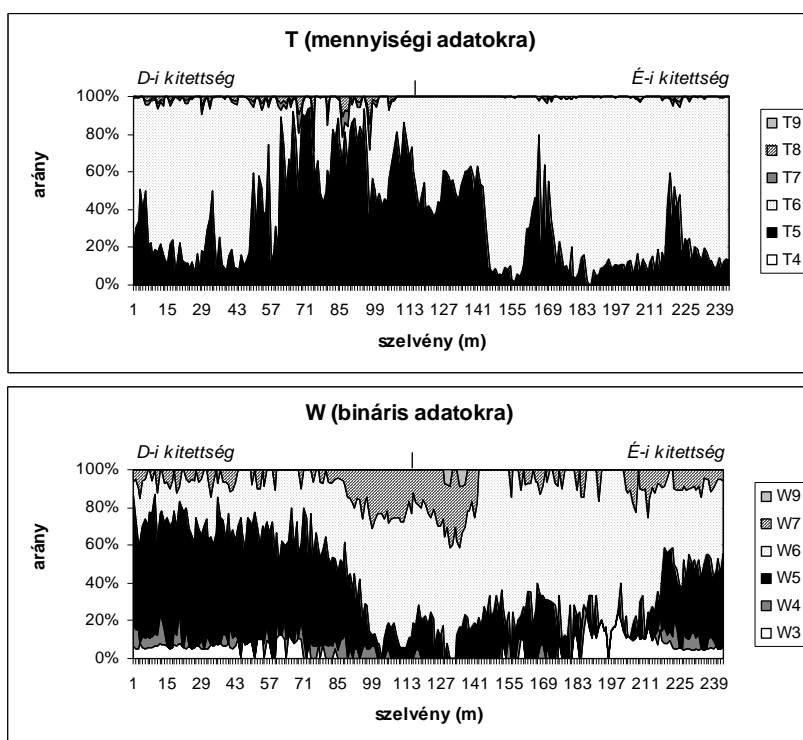 T (mennyiségi adatokra)
D-i kitettség
É-i kitettség
100%
80%
60%
40%
20%
0%
arány
1 15 29 43 57 71 85 99 113 127 141 155 169 183 197 211 225 239
szelvény (m)
T9
T8
T7
T6
T5
T4
W (bináris adatokra)
D-i kitettség
É-i kitettség
100%
80%
60%
40%
20%
0%
arány
1 15 29 43 57 71 85 99 113 127 141 155 169 183 197 211 225 239
szelvény (m)
W9
W7
W6
W5
W4
W3